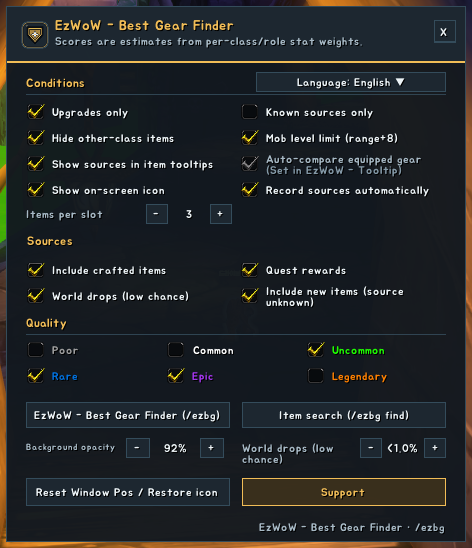 EzWoW - Best Gear Finder
Scores are estimates from per-class/role stat weights.
X
Conditions
Language: English ▼
Upgrades only
Known sources only
Hide other-class items
Mob level limit (range+8)
Show sources in item tooltips
Auto-compare equipped gear
(Set in EzWoW - Tooltip)
Show on-screen icon
Record sources automatically
Items per slot - 3 +
Sources
Include crafted items
Quest rewards
World drops (low chance)
Include new items (source
unknown)
Quality
Poor
Common
Uncommon
Rare
Epic
Legendary
EzWoW - Best Gear Finder (/ezbg)
Item search (/ezbg find)
Background opacity - 92% +
World drops (low
chance)
- <1.0% +
Reset Window Pos / Restore icon
Support
EzWoW - Best Gear Finder · /ezbg